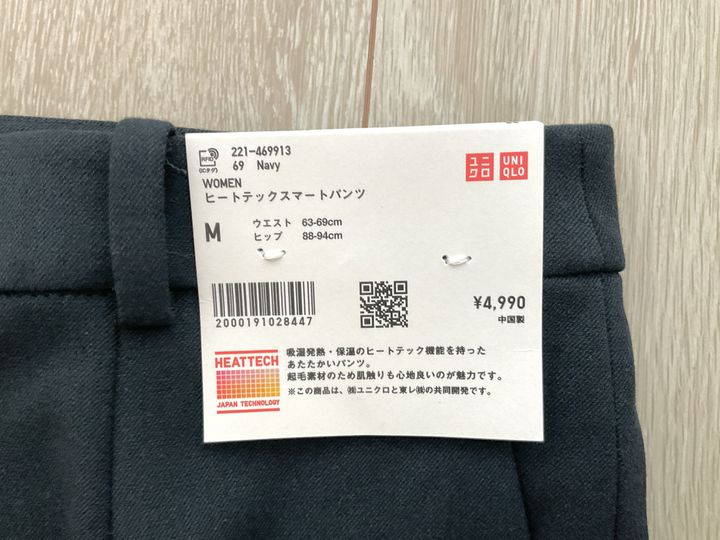 221-469913
RFID
(ICタグ)
69 Navy
ユニクロ
UNIQLO
WOMEN
ヒートテックスマートパンツ
M
ウエスト 63-69cm
ヒップ 88-94cm
2000191028447
¥4,990
中国製
HEATTECH
JAPAN TECHNOLOGY
吸湿発熱・保温のヒートテック機能を持った
あたたかいパンツ。
起毛素材のため肌触りも心地良いのが魅力です。
※この商品は、㈱ユニクロと東レ㈱の共同開発です。